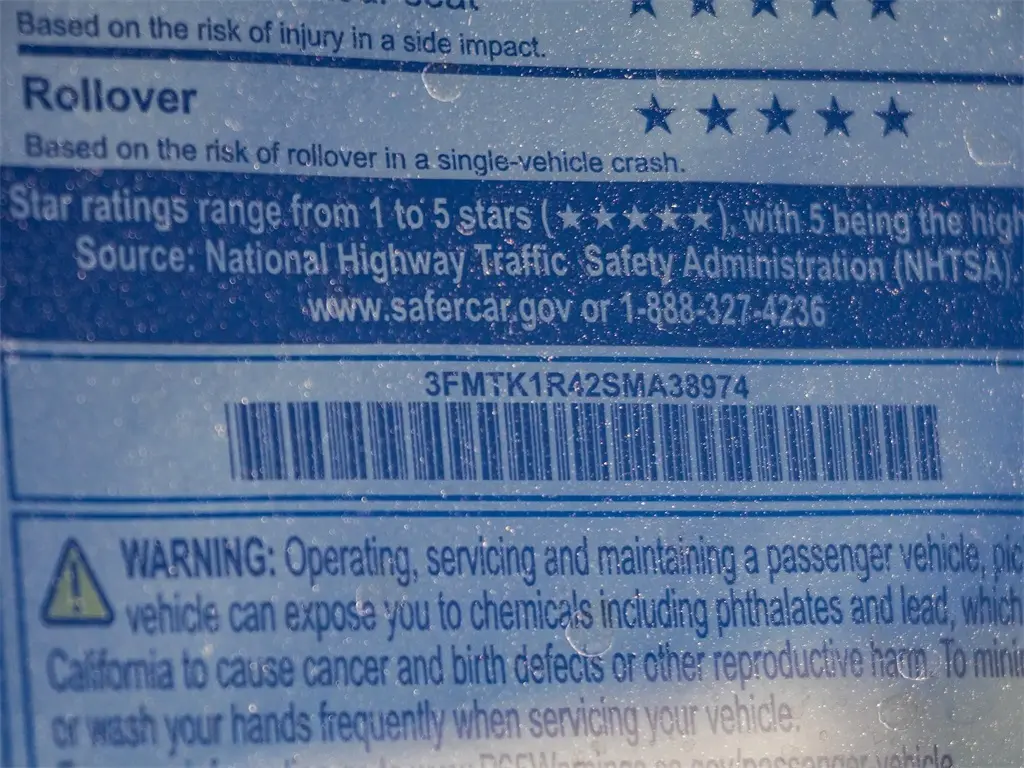 Based on the risk of injury in a side impact.
★★★★★
Rollover ★★★★★
Based on the risk of rollover in a single-vehicle crash.
Star ratings range from 1 to 5 stars (★★★★★), with 5 being the high
Source: National Highway Traffic Safety Administration (NHTSA).
www.safercar.gov or 1-888-327-4236
3FMTK1R42SMA38974
WARNING: Operating, servicing and maintaining a passenger vehicle, pic
vehicle can expose you to chemicals including phthalates and lead, which
California to cause cancer and birth defects or other reproductive harm. To mini
or wash your hands frequently when servicing your vehicle.